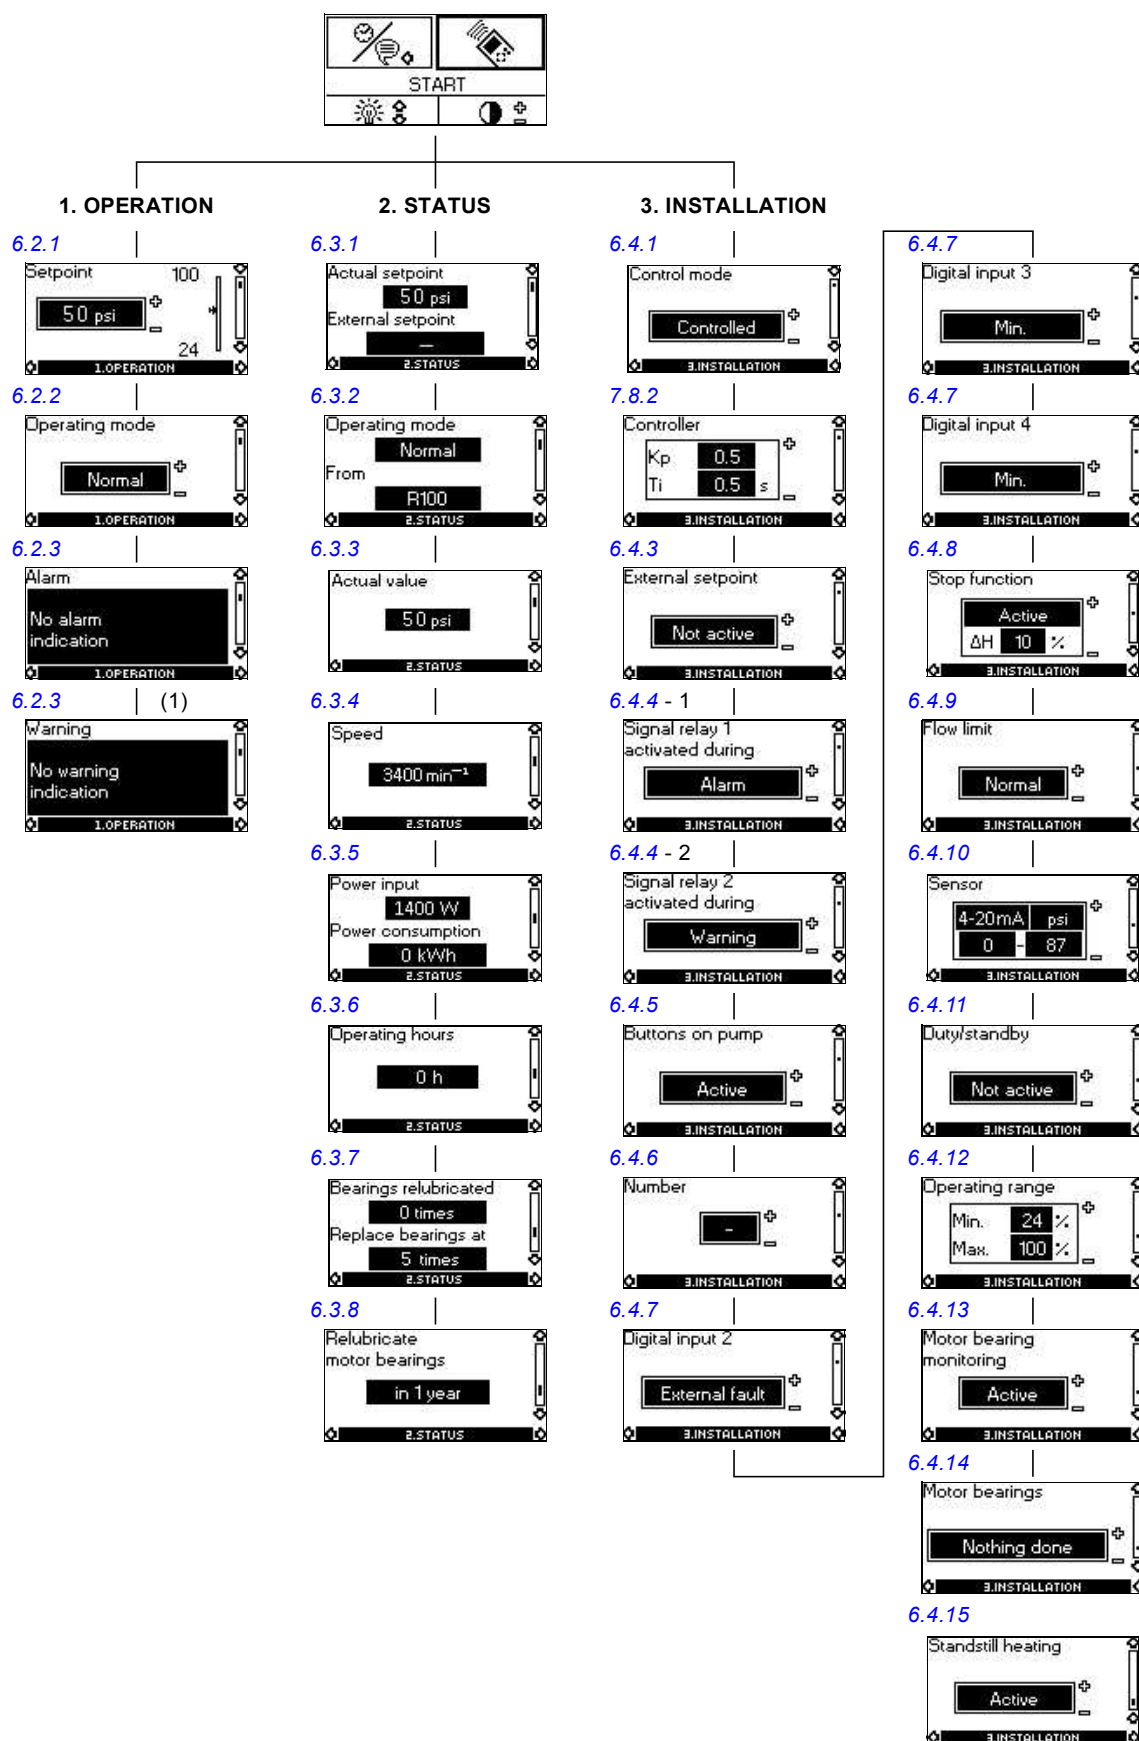 START
1. OPERATION
6.2.1
Setpoint
100
50 psi
24
1.OPERATION
6.2.2
Operating mode
Normal
1.OPERATION
6.2.3
Alarm
No alarm
indication
1.OPERATION
6.2.3
(1)
Warning
No warning
indication
1.OPERATION
2. STATUS
6.3.1
Actual setpoint
50 psi
External setpoint
—
2.STATUS
6.3.2
Operating mode
Normal
From
R100
2.STATUS
6.3.3
Actual value
50 psi
2.STATUS
6.3.4
Speed
3400 min⁻¹
2.STATUS
6.3.5
Power input
1400 W
Power consumption
0 kWh
2.STATUS
6.3.6
Operating hours
0 h
2.STATUS
6.3.7
Bearings relubricated
0 times
Replace bearings at
5 times
2.STATUS
6.3.8
Relubricate
motor bearings
in 1 year
2.STATUS
3. INSTALLATION
6.4.1
Control mode
Controlled
3.INSTALLATION
7.8.2
Controller
Kp 0.5
Ti 0.5 s
3.INSTALLATION
6.4.3
External setpoint
Not active
3.INSTALLATION
6.4.4 - 1
Signal relay 1
activated during
Alarm
3.INSTALLATION
6.4.4 - 2
Signal relay 2
activated during
Warning
3.INSTALLATION
6.4.5
Buttons on pump
Active
3.INSTALLATION
6.4.6
Number
-
3.INSTALLATION
6.4.7
Digital input 2
External fault
3.INSTALLATION
6.4.7
Digital input 3
Min.
3.INSTALLATION
6.4.7
Digital input 4
Min.
3.INSTALLATION
6.4.8
Stop function
Active
ΔH 10 %
3.INSTALLATION
6.4.9
Flow limit
Normal
3.INSTALLATION
6.4.10
Sensor
4-20mA psi
0 - 87
3.INSTALLATION
6.4.11
Duty/standby
Not active
3.INSTALLATION
6.4.12
Operating range
Min. 24 %
Max. 100 %
3.INSTALLATION
6.4.13
Motor bearing
monitoring
Active
3.INSTALLATION
6.4.14
Motor bearings
Nothing done
3.INSTALLATION
6.4.15
Standstill heating
Active
3.INSTALLATION